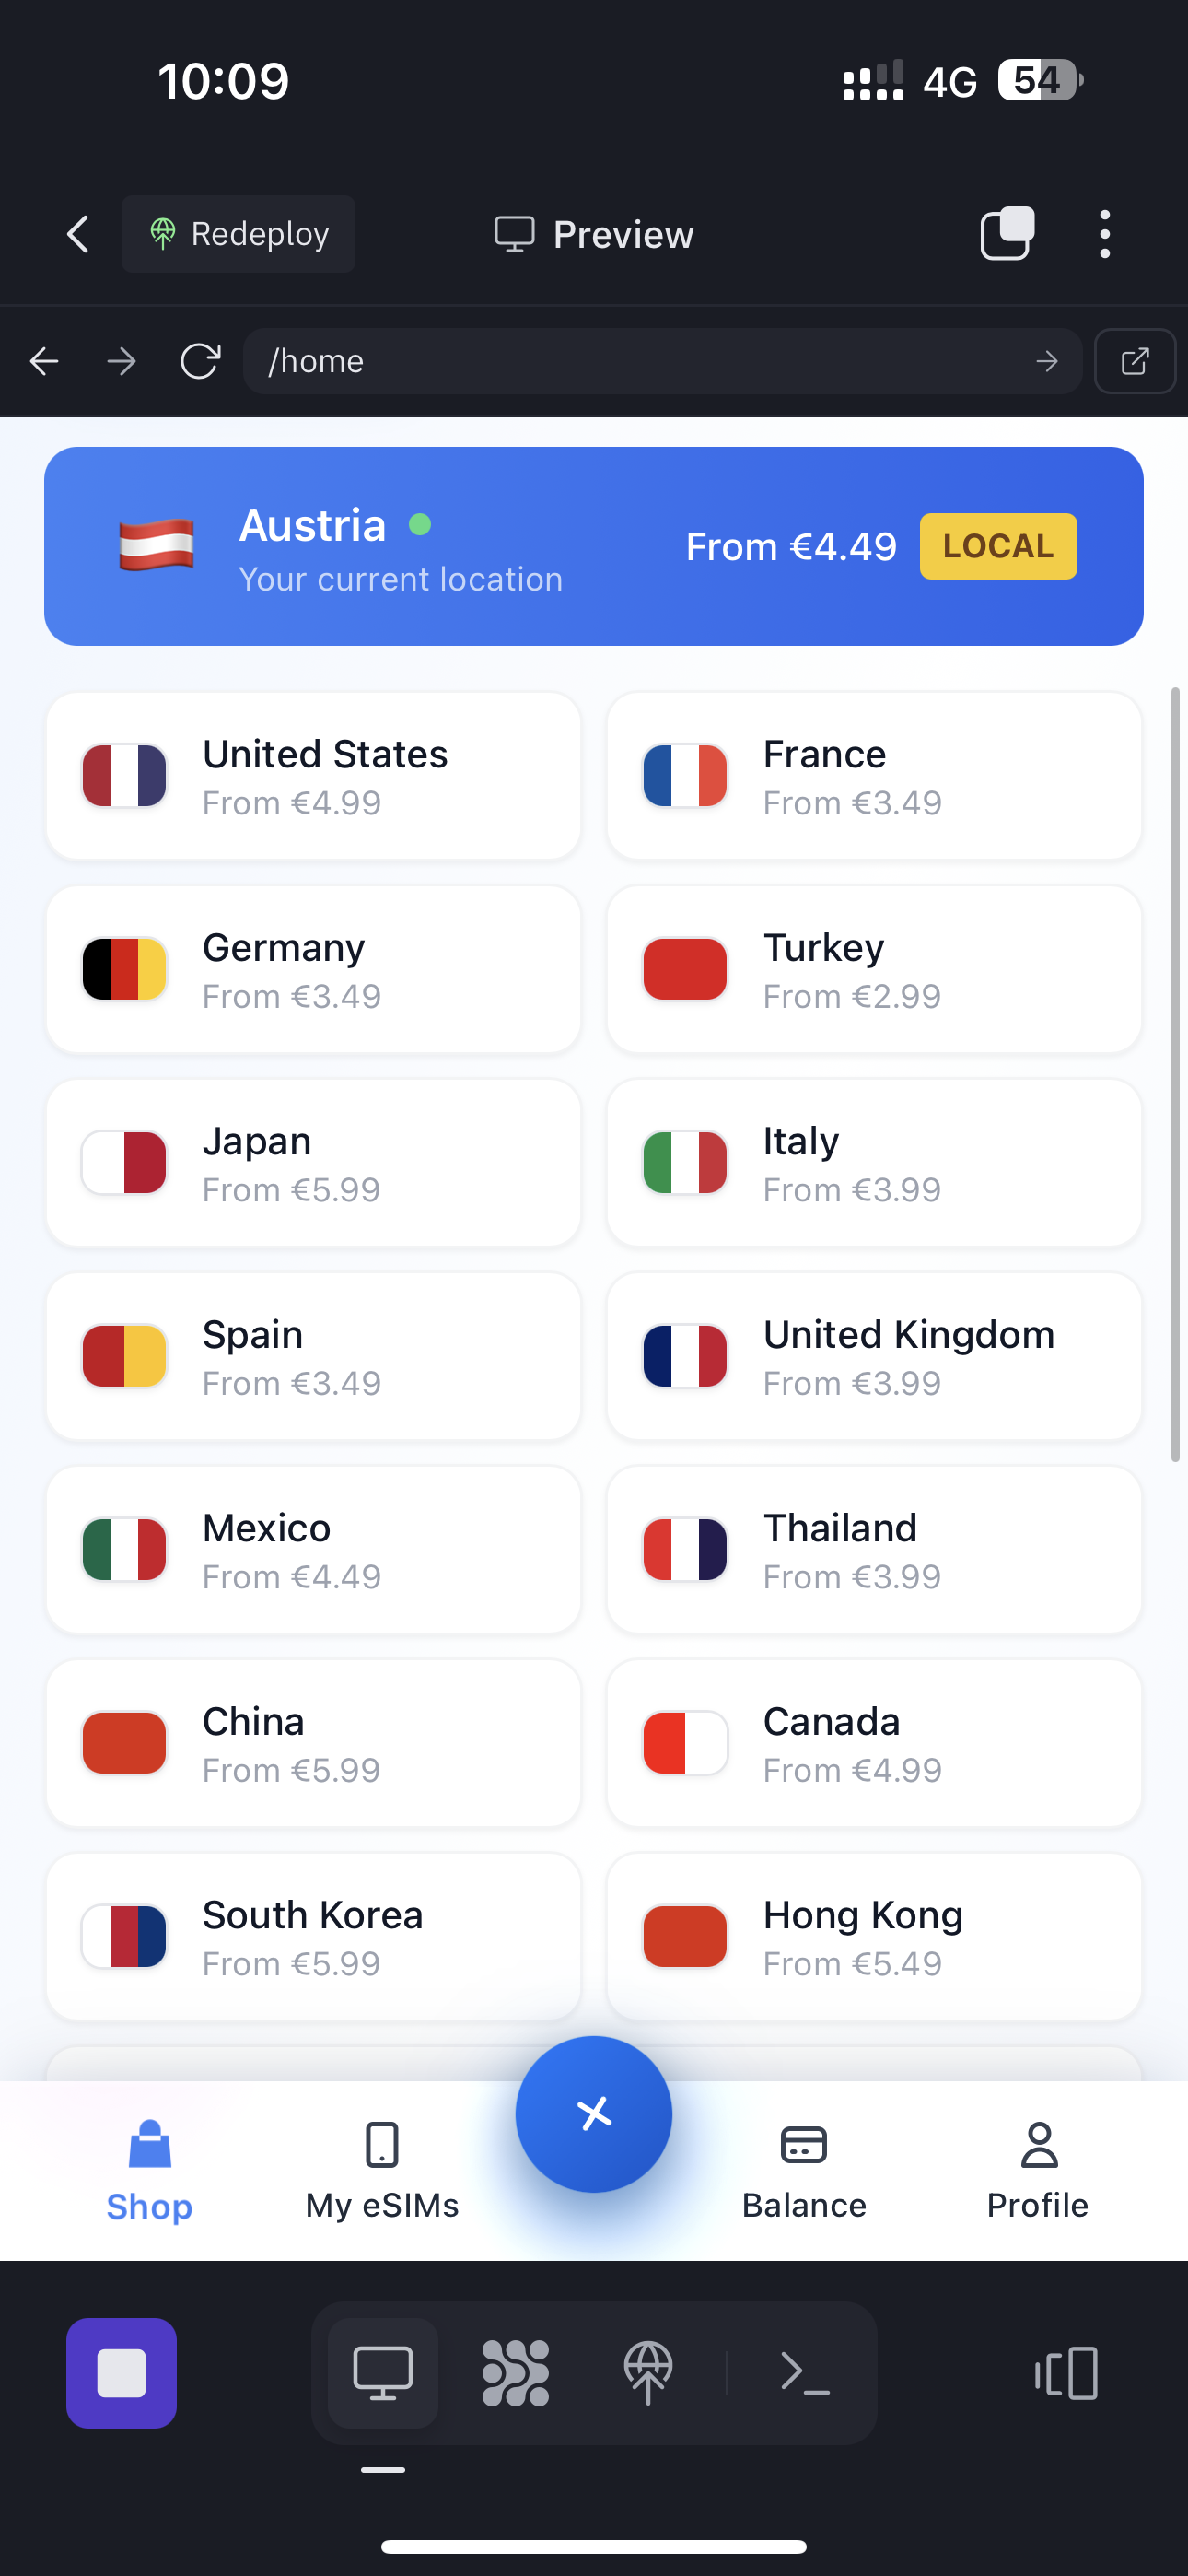 10:09
4G 54
Redeploy
Preview
/home
Austria
Your current location
From €4.49
LOCAL
United States
From €4.99
France
From €3.49
Germany
From €3.49
Turkey
From €2.99
Japan
From €5.99
Italy
From €3.99
Spain
From €3.49
United Kingdom
From €3.99
Mexico
From €4.49
Thailand
From €3.99
China
From €5.99
Canada
From €4.99
South Korea
From €5.99
Hong Kong
From €5.49
Shop
My eSIMs
Balance
Profile